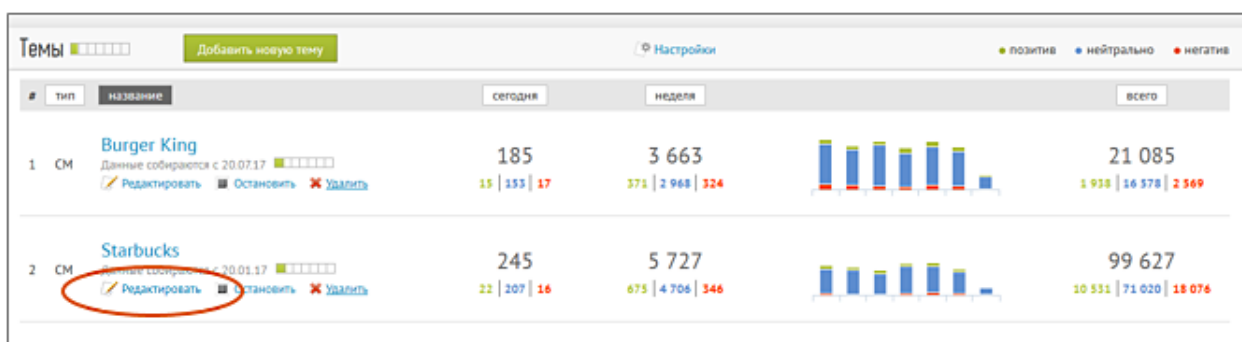 Темы Добавить новую тему Настройки • позитив • нейтрально • негатив
# тип название сегодня неделя всего
1 СМ Burger King 185 3 663 21 085
Данные собираются с 20.07.17
Редактировать Остановить Удалить 15 | 153 | 17 371 | 2 968 | 324 1 938 | 16 578 | 2 569
2 СМ Starbucks 245 5 727 99 627
Данные собираются с 20.01.17
Редактировать Остановить Удалить 22 | 207 | 16 675 | 4 706 | 346 10 531 | 71 020 | 18 076